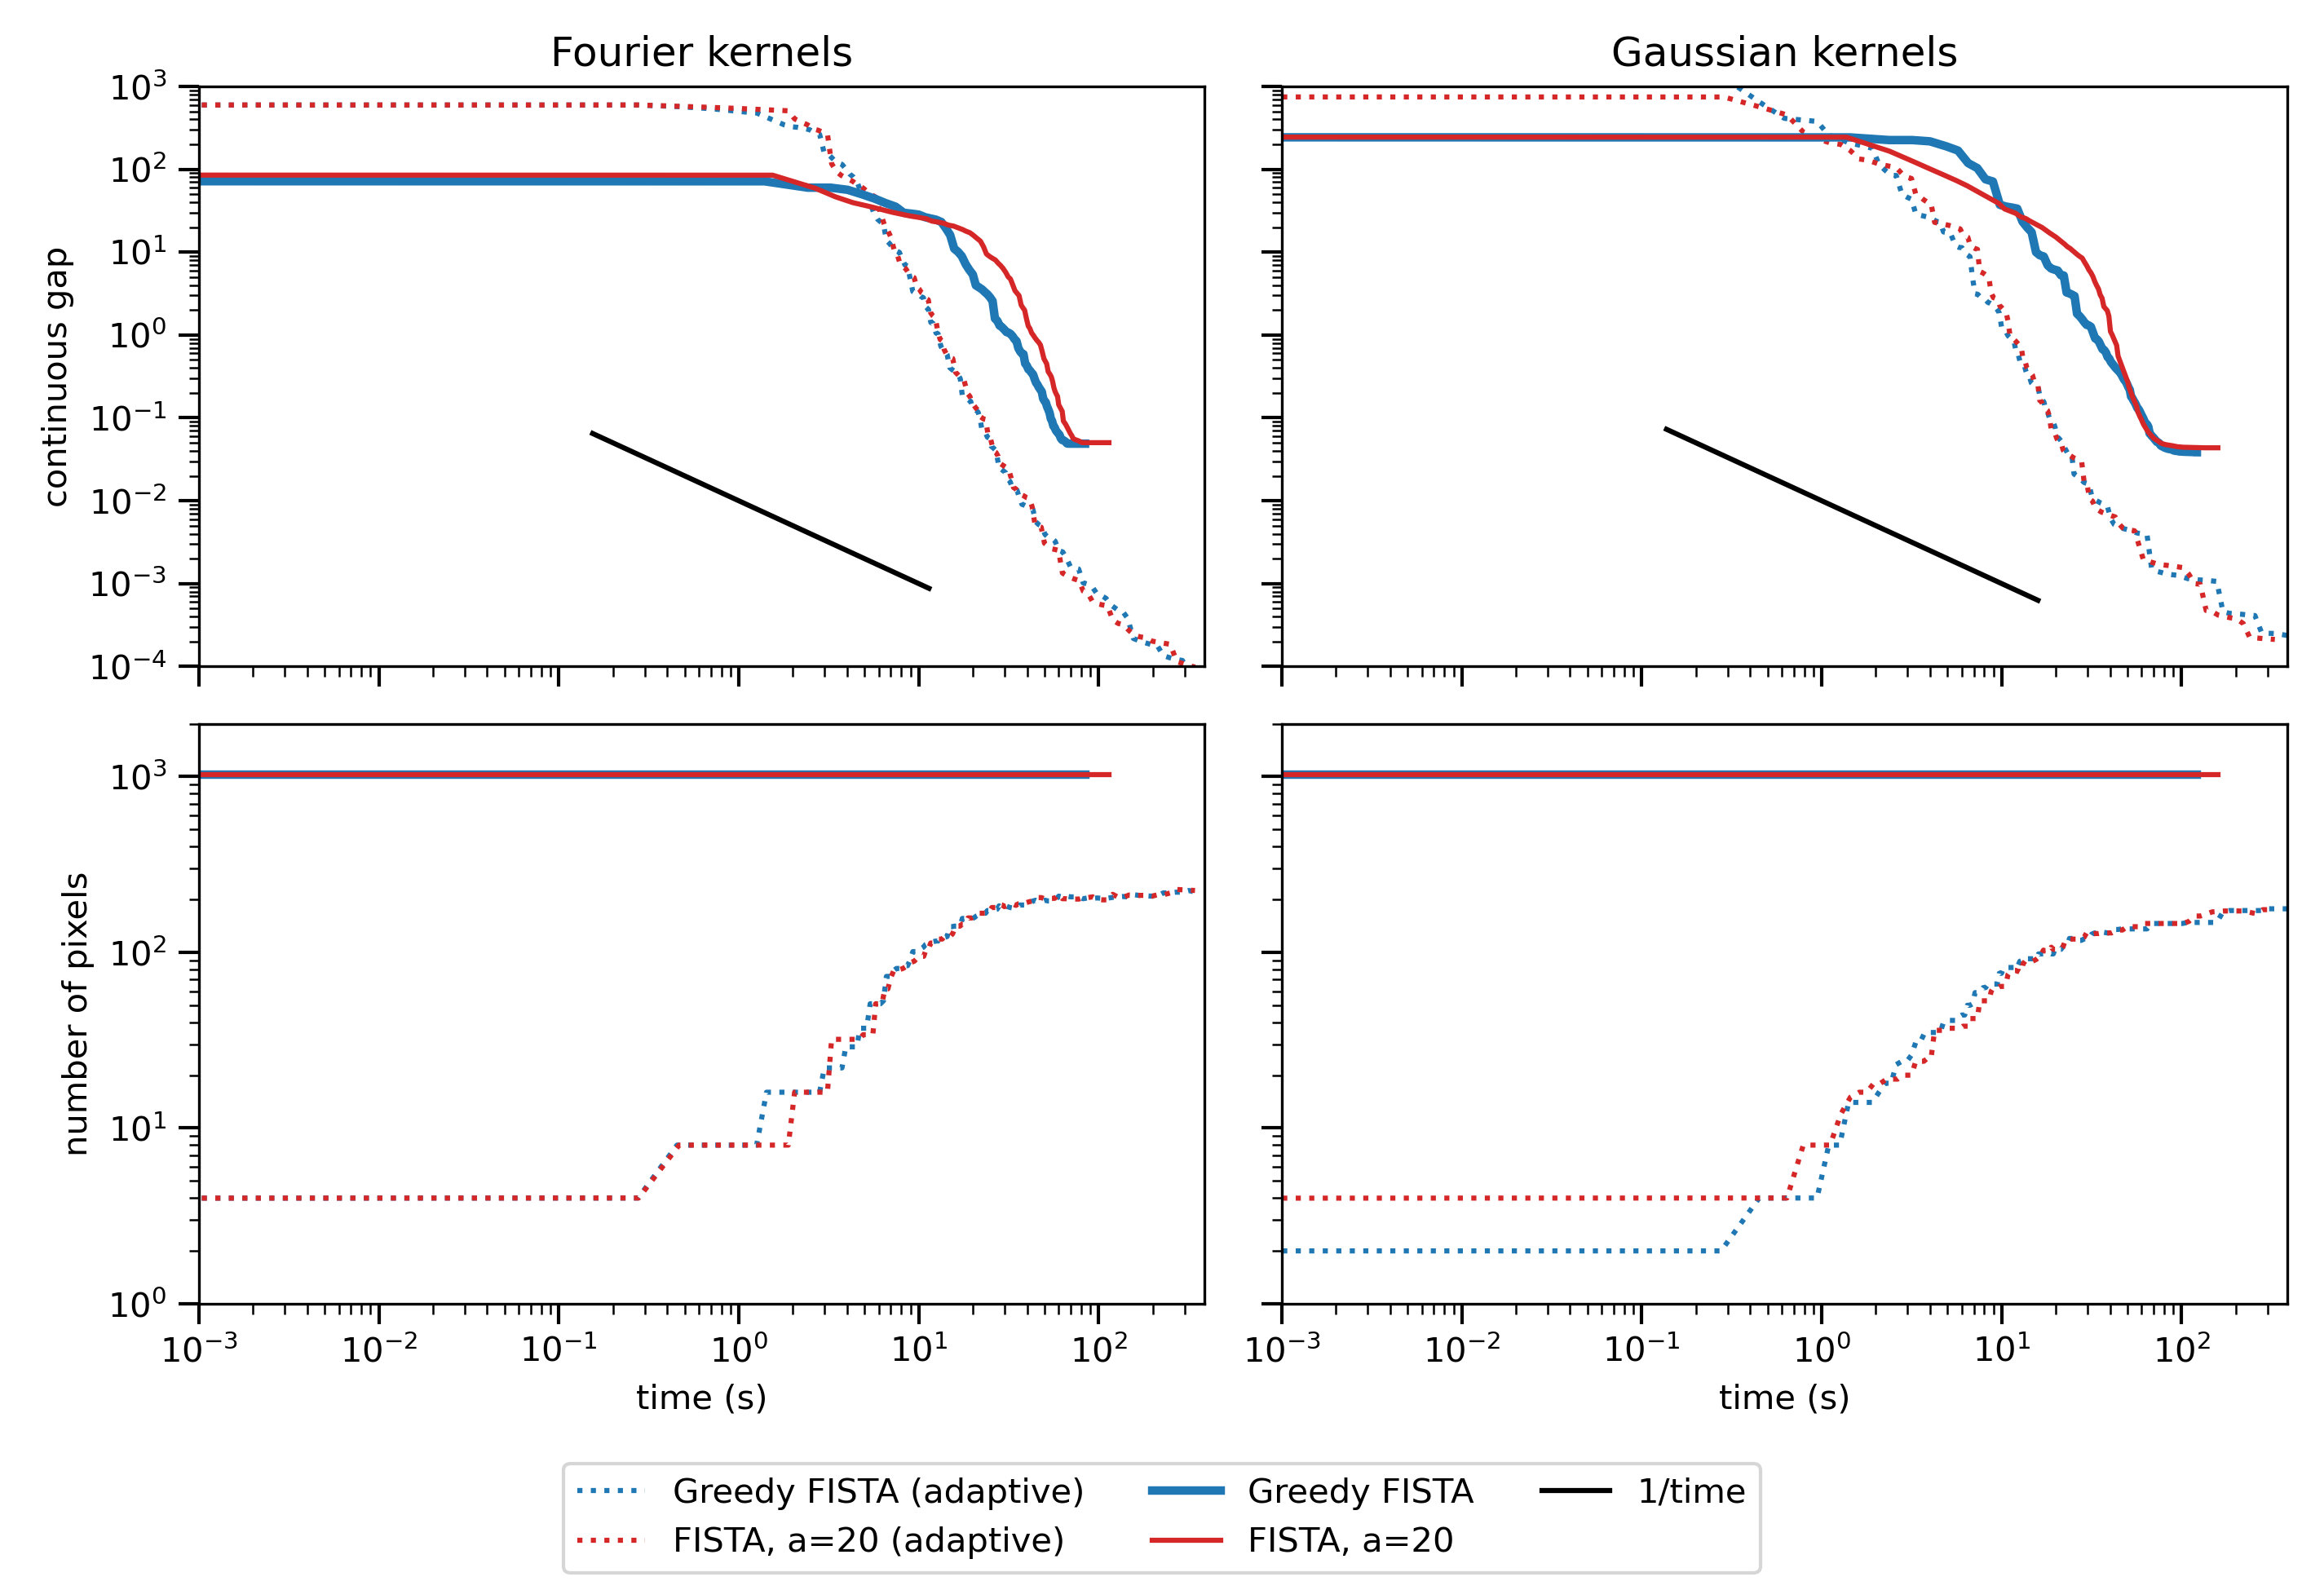 Fourier kernels
Gaussian kernels
continuous gap
10³
10²
10¹
10⁰
10⁻¹
10⁻²
10⁻³
10⁻⁴
number of pixels
10³
10²
10¹
10⁰
10⁻³ 10⁻² 10⁻¹ 10⁰ 10¹ 10²
10⁻³ 10⁻² 10⁻¹ 10⁰ 10¹ 10²
time (s)
time (s)
Greedy FISTA (adaptive)
FISTA, a=20 (adaptive)
Greedy FISTA
FISTA, a=20
1/time